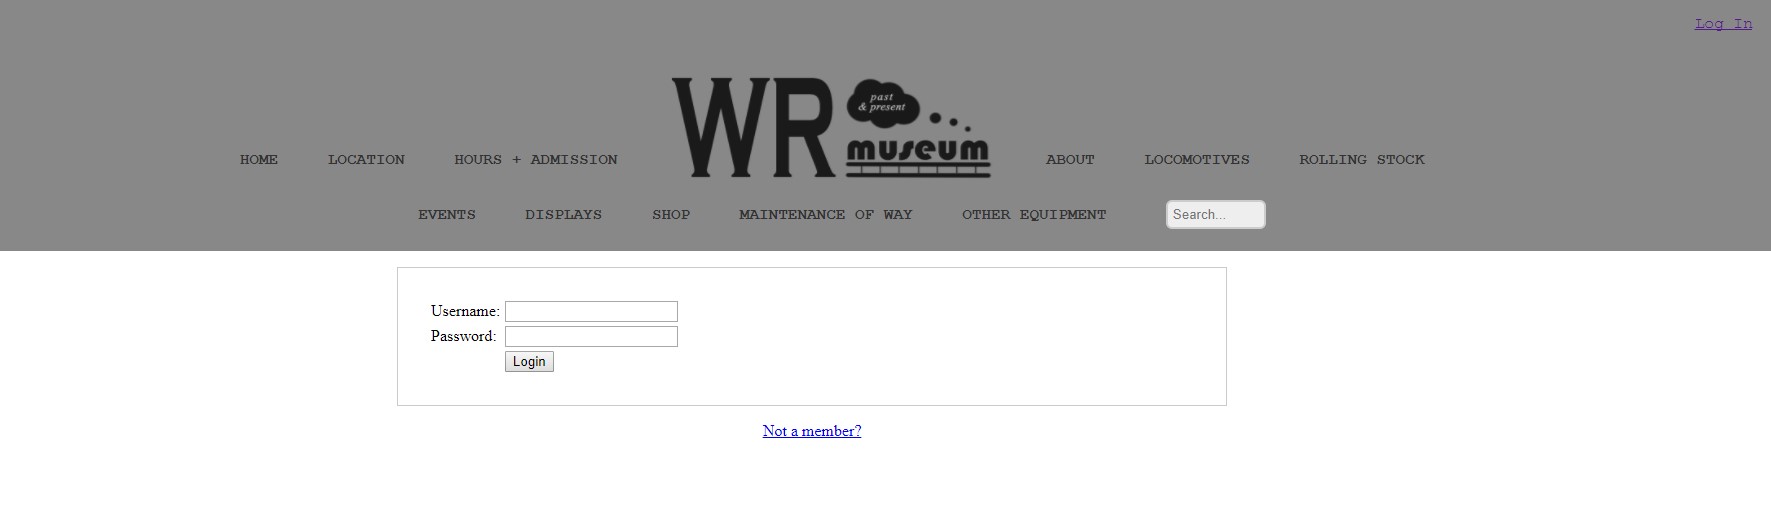 Log In
WR past & present museum
HOME LOCATION HOURS + ADMISSION ABOUT LOCOMOTIVES ROLLING STOCK
EVENTS DISPLAYS SHOP MAINTENANCE OF WAY OTHER EQUIPMENT Search...
Username:
Password:
Login
Not a member?